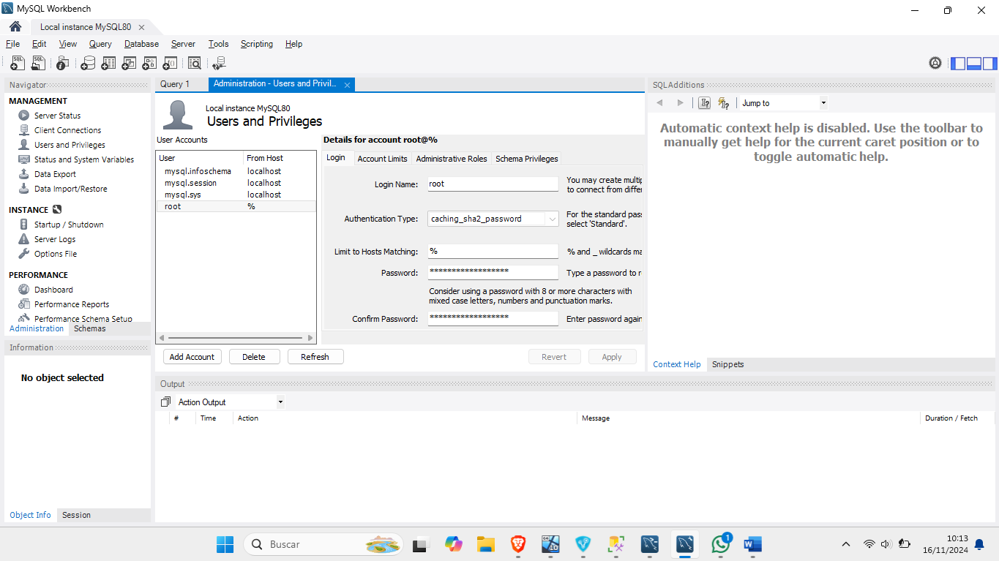 MySQL Workbench
Local instance MySQL80
File Edit View Query Database Server Tools Scripting Help
Navigator
MANAGEMENT
Server Status
Client Connections
Users and Privileges
Status and System Variables
Data Export
Data Import/Restore
INSTANCE
Startup / Shutdown
Server Logs
Options File
PERFORMANCE
Dashboard
Performance Reports
Performance Schema Setup
Administration Schemas
Information
No object selected
Object Info Session
Query 1 Administration - Users and Privil...
Local instance MySQL80
Users and Privileges
User Accounts
User From Host
mysql.infoschema localhost
mysql.session localhost
mysql.sys localhost
root %
Add Account Delete Refresh
Details for account root@%
Login Account Limits Administrative Roles Schema Privileges
Login Name: root You may create multip
to connect from differ
Authentication Type: caching_sha2_password For the standard pas
select 'Standard'.
Limit to Hosts Matching: % % and _ wildcards ma
Password: ****************** Type a password to r
Consider using a password with 8 or more characters with
mixed case letters, numbers and punctuation marks.
Confirm Password: ****************** Enter password again
Revert Apply
SQLAdditions
Jump to
Automatic context help is disabled. Use the toolbar to
manually get help for the current caret position or to
toggle automatic help.
Context Help Snippets
Output
Action Output
# Time Action Message Duration / Fetch
Buscar
1
10:13
16/11/2024